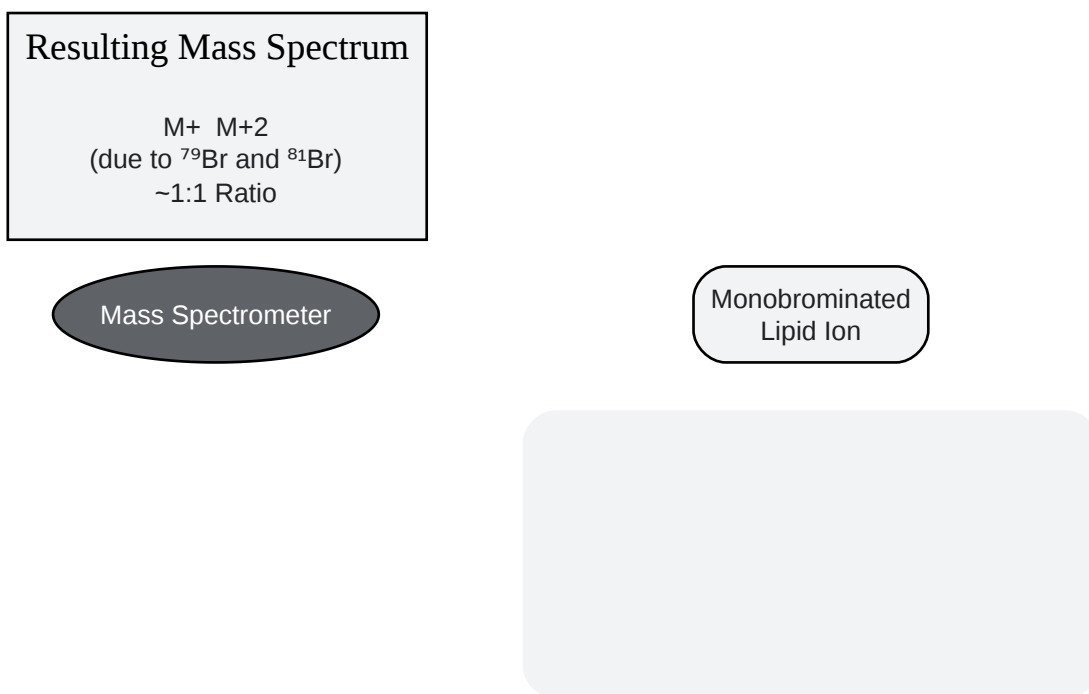 Resulting Mass Spectrum
M+ M+2
(due to ⁷⁹Br and ⁸¹Br)
~1:1 Ratio
Mass Spectrometer
Monobrominated
Lipid Ion